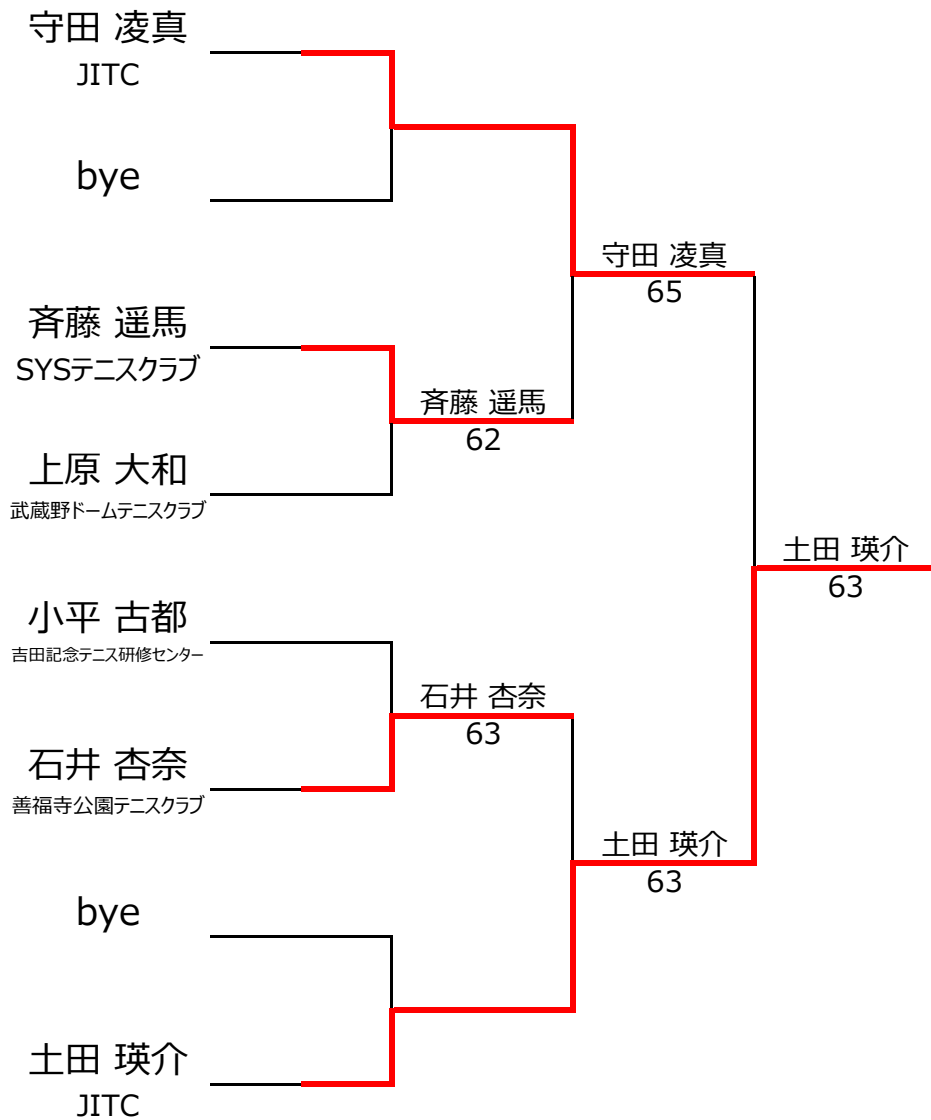 守田 凌真
JITC
bye
守田 凌真
65
斉藤 遥馬
SYSテニスクラブ
斉藤 遥馬
62
上原 大和
武蔵野ドームテニスクラブ
土田 瑛介
63
小平 古都
吉田記念テニス研修センター
石井 杏奈
63
石井 杏奈
善福寺公園テニスクラブ
土田 瑛介
63
bye
土田 瑛介
JITC